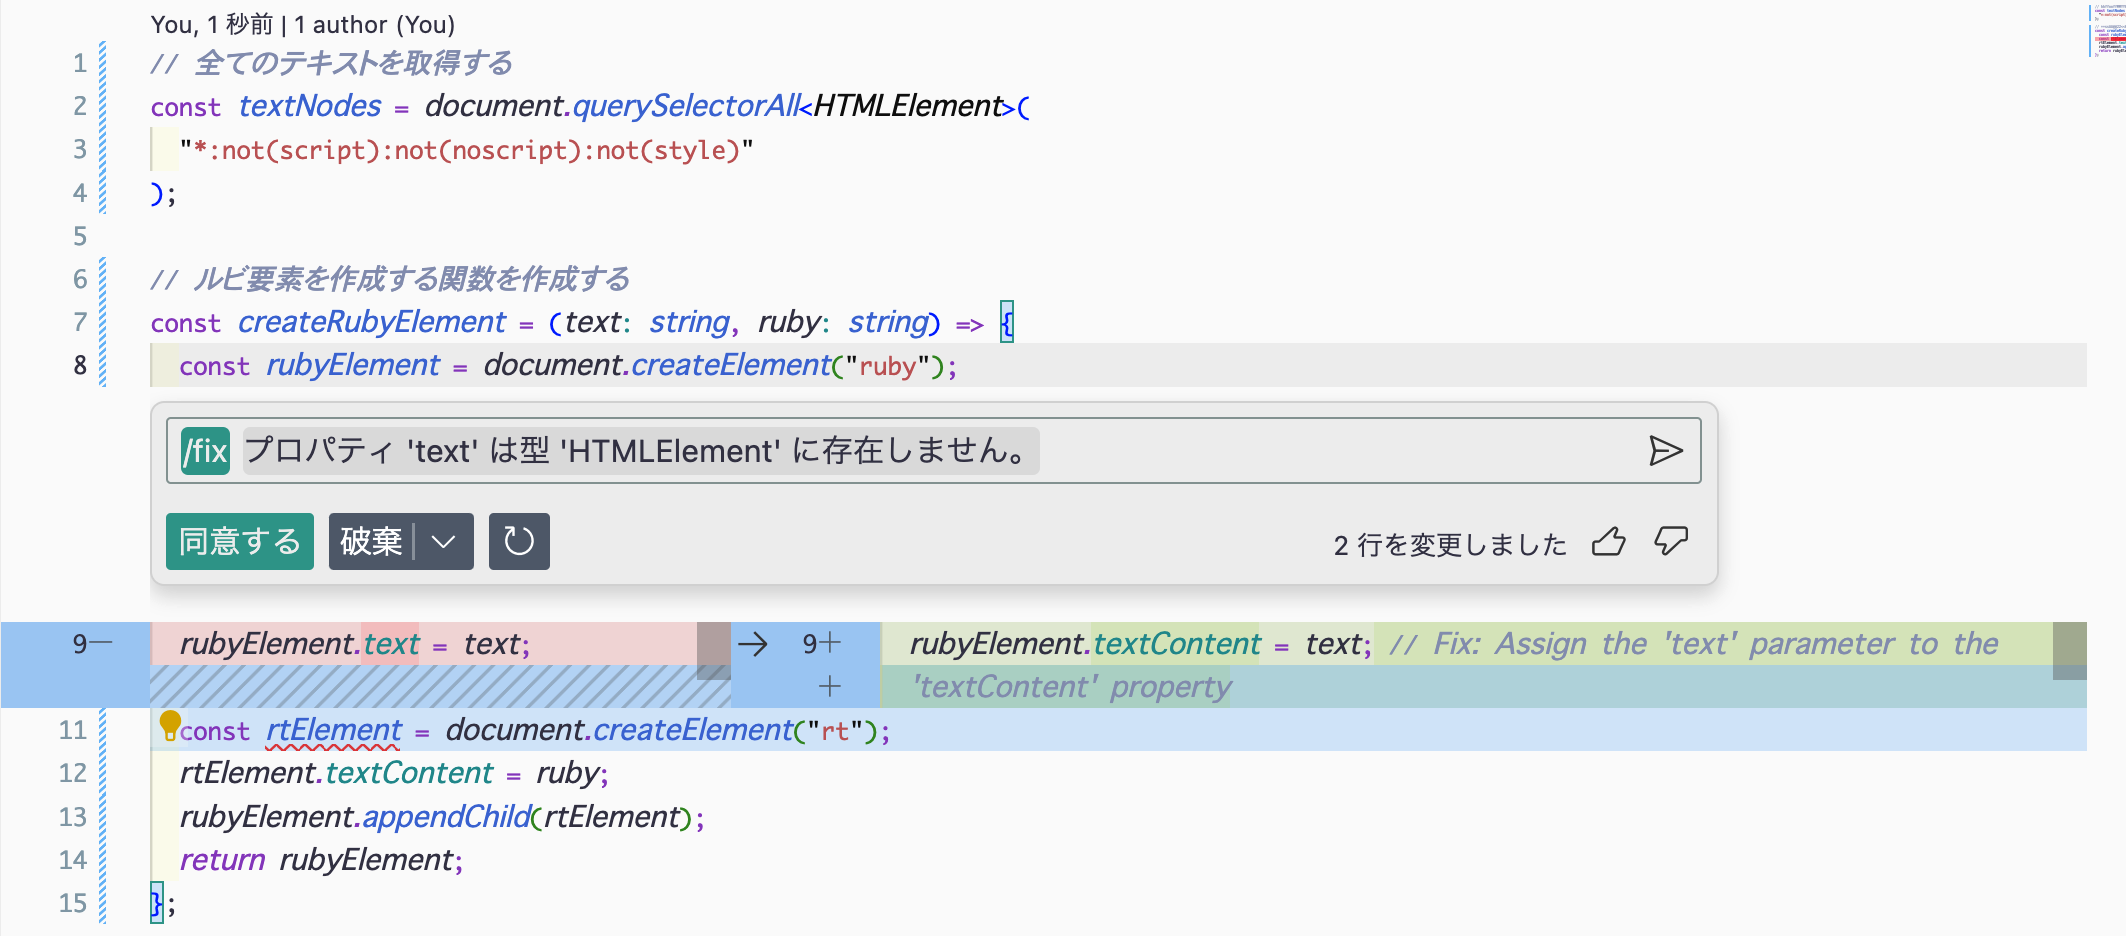 You, 1 秒前 | 1 author (You)
1 // 全てのテキストを取得する
2 const textNodes = document.querySelectorAll<HTMLElement>(
3 "*:not(script):not(noscript):not(style)"
4 );
5
6 // ルビ要素を作成する関数を作成する
7 const createRubyElement = (text: string, ruby: string) => {
8 const rubyElement = document.createElement("ruby");
/fix プロパティ 'text' は型 'HTMLElement' に存在しません。
同意する 破棄 2 行を変更しました
9— rubyElement.text = text; → 9+ rubyElement.textContent = text; // Fix: Assign the 'text' parameter to the
+ 'textContent' property
11 const rtElement = document.createElement("rt");
12 rtElement.textContent = ruby;
13 rubyElement.appendChild(rtElement);
14 return rubyElement;
15 };